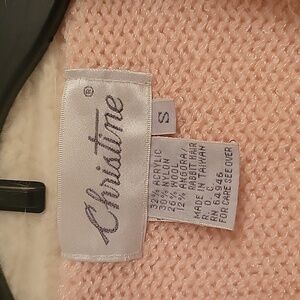 Christine®
S
32% ACRYLIC
30% NYLON
26% WOOL
12% ANGORA/
RABBIT HAIR
MADE IN TAIWAN
R. O. C.
RN 64946
FOR CARE SEE OVER